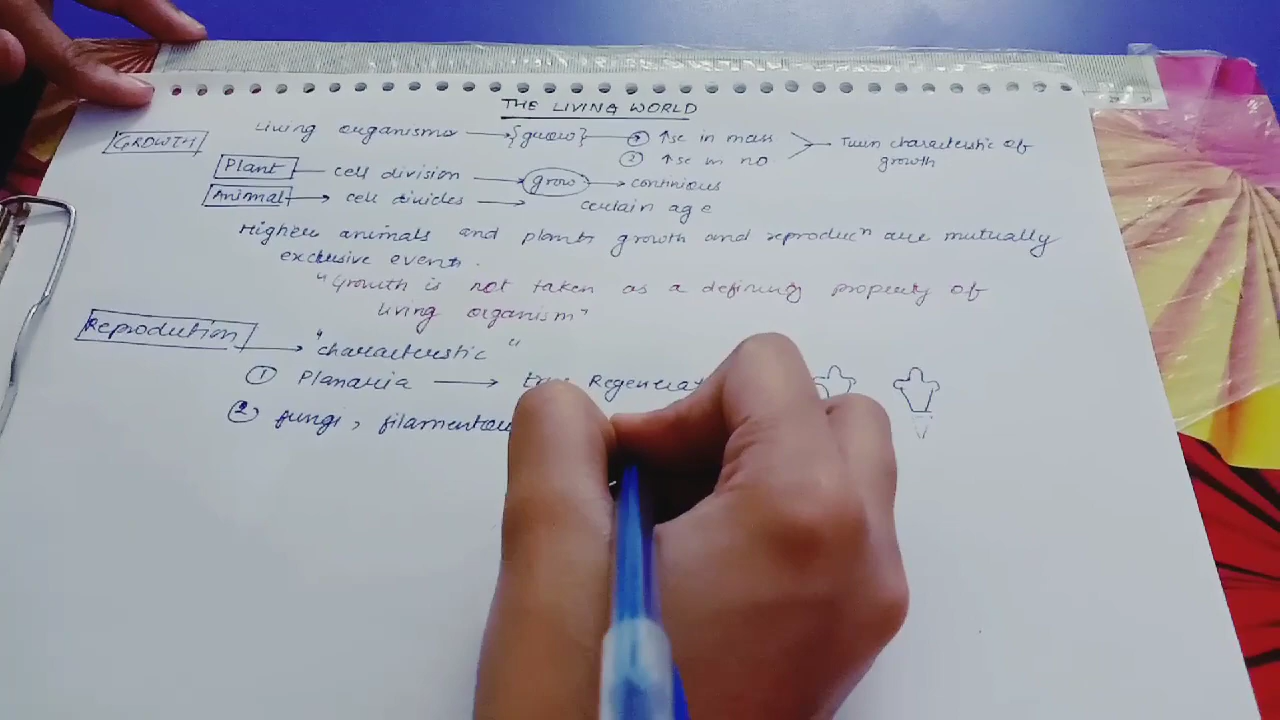 THE LIVING WORLD
GROWTH
Living organisms → {grow} → ① ↑se in mass
② ↑se in no
Twin characteristic of
growth
Plant — cell division → grow → continious
Animal → cell divides → certain age
Higher animals and plants growth and reproducⁿ are mutually
exclusive events.
"Growth is not taken as a defining property of
living organism"
Reprodution → "characteristic"
① Planaria → true Regenerat
② fungi, filamentou